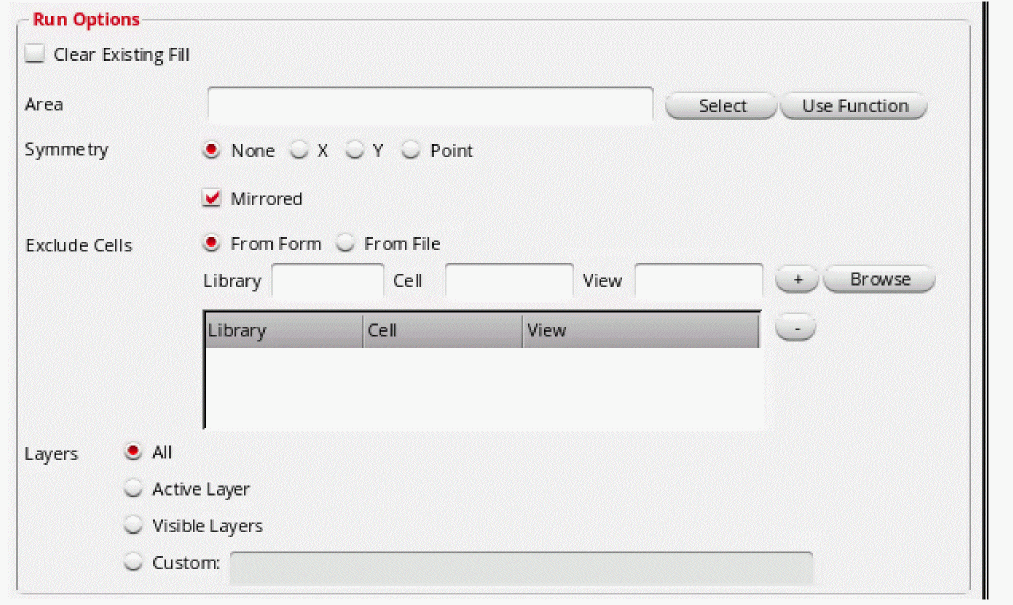 Run Options
Clear Existing Fill
Area Select Use Function
Symmetry None X Y Point
Mirrored
Exclude Cells From Form From File
Library Cell View + Browse
Library Cell View -
Layers All
Active Layer
Visible Layers
Custom: